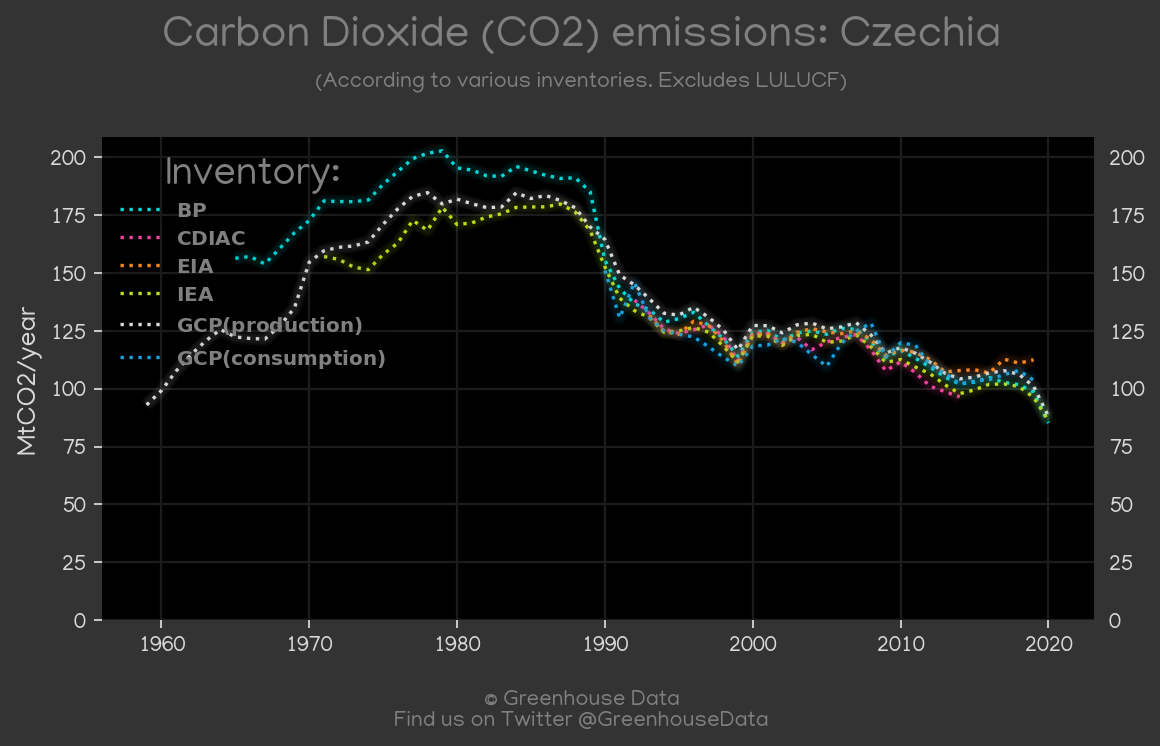 Carbon Dioxide (CO2) emissions: Czechia
(According to various inventories. Excludes LULUCF)
Inventory:
BP
CDIAC
EIA
IEA
GCP(production)
GCP(consumption)
MtCO2/year
200
175
150
125
100
75
50
25
0
200
175
150
125
100
75
50
25
0
1960 1970 1980 1990 2000 2010 2020
© Greenhouse Data
Find us on Twitter @GreenhouseData